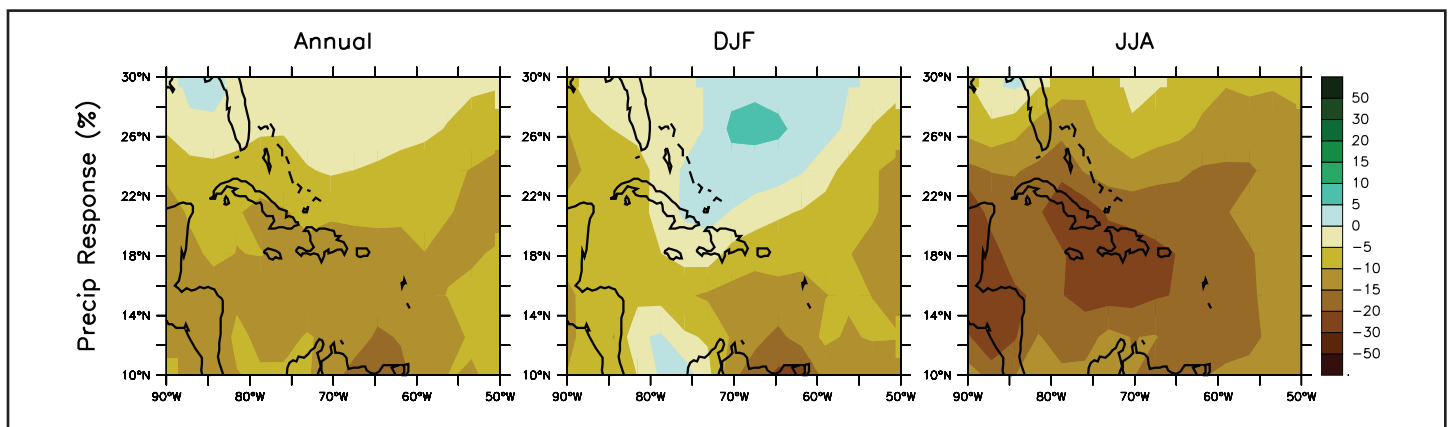 Annual DJF JJA
Precip Response (%)
30°N 30°N 30°N
26°N 26°N 26°N
22°N 22°N 22°N
18°N 18°N 18°N
14°N 14°N 14°N
10°N 10°N 10°N
90°W 80°W 70°W 60°W 50°W 90°W 80°W 70°W 60°W 50°W 90°W 80°W 70°W 60°W 50°W
50
30
20
15
10
5
0
−5
−10
−15
−20
−30
−50